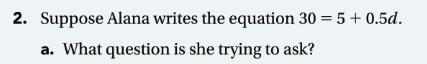 2. Suppose Alana writes the equation 30 = 5 + 0.5d.
a. What question is she trying to ask?